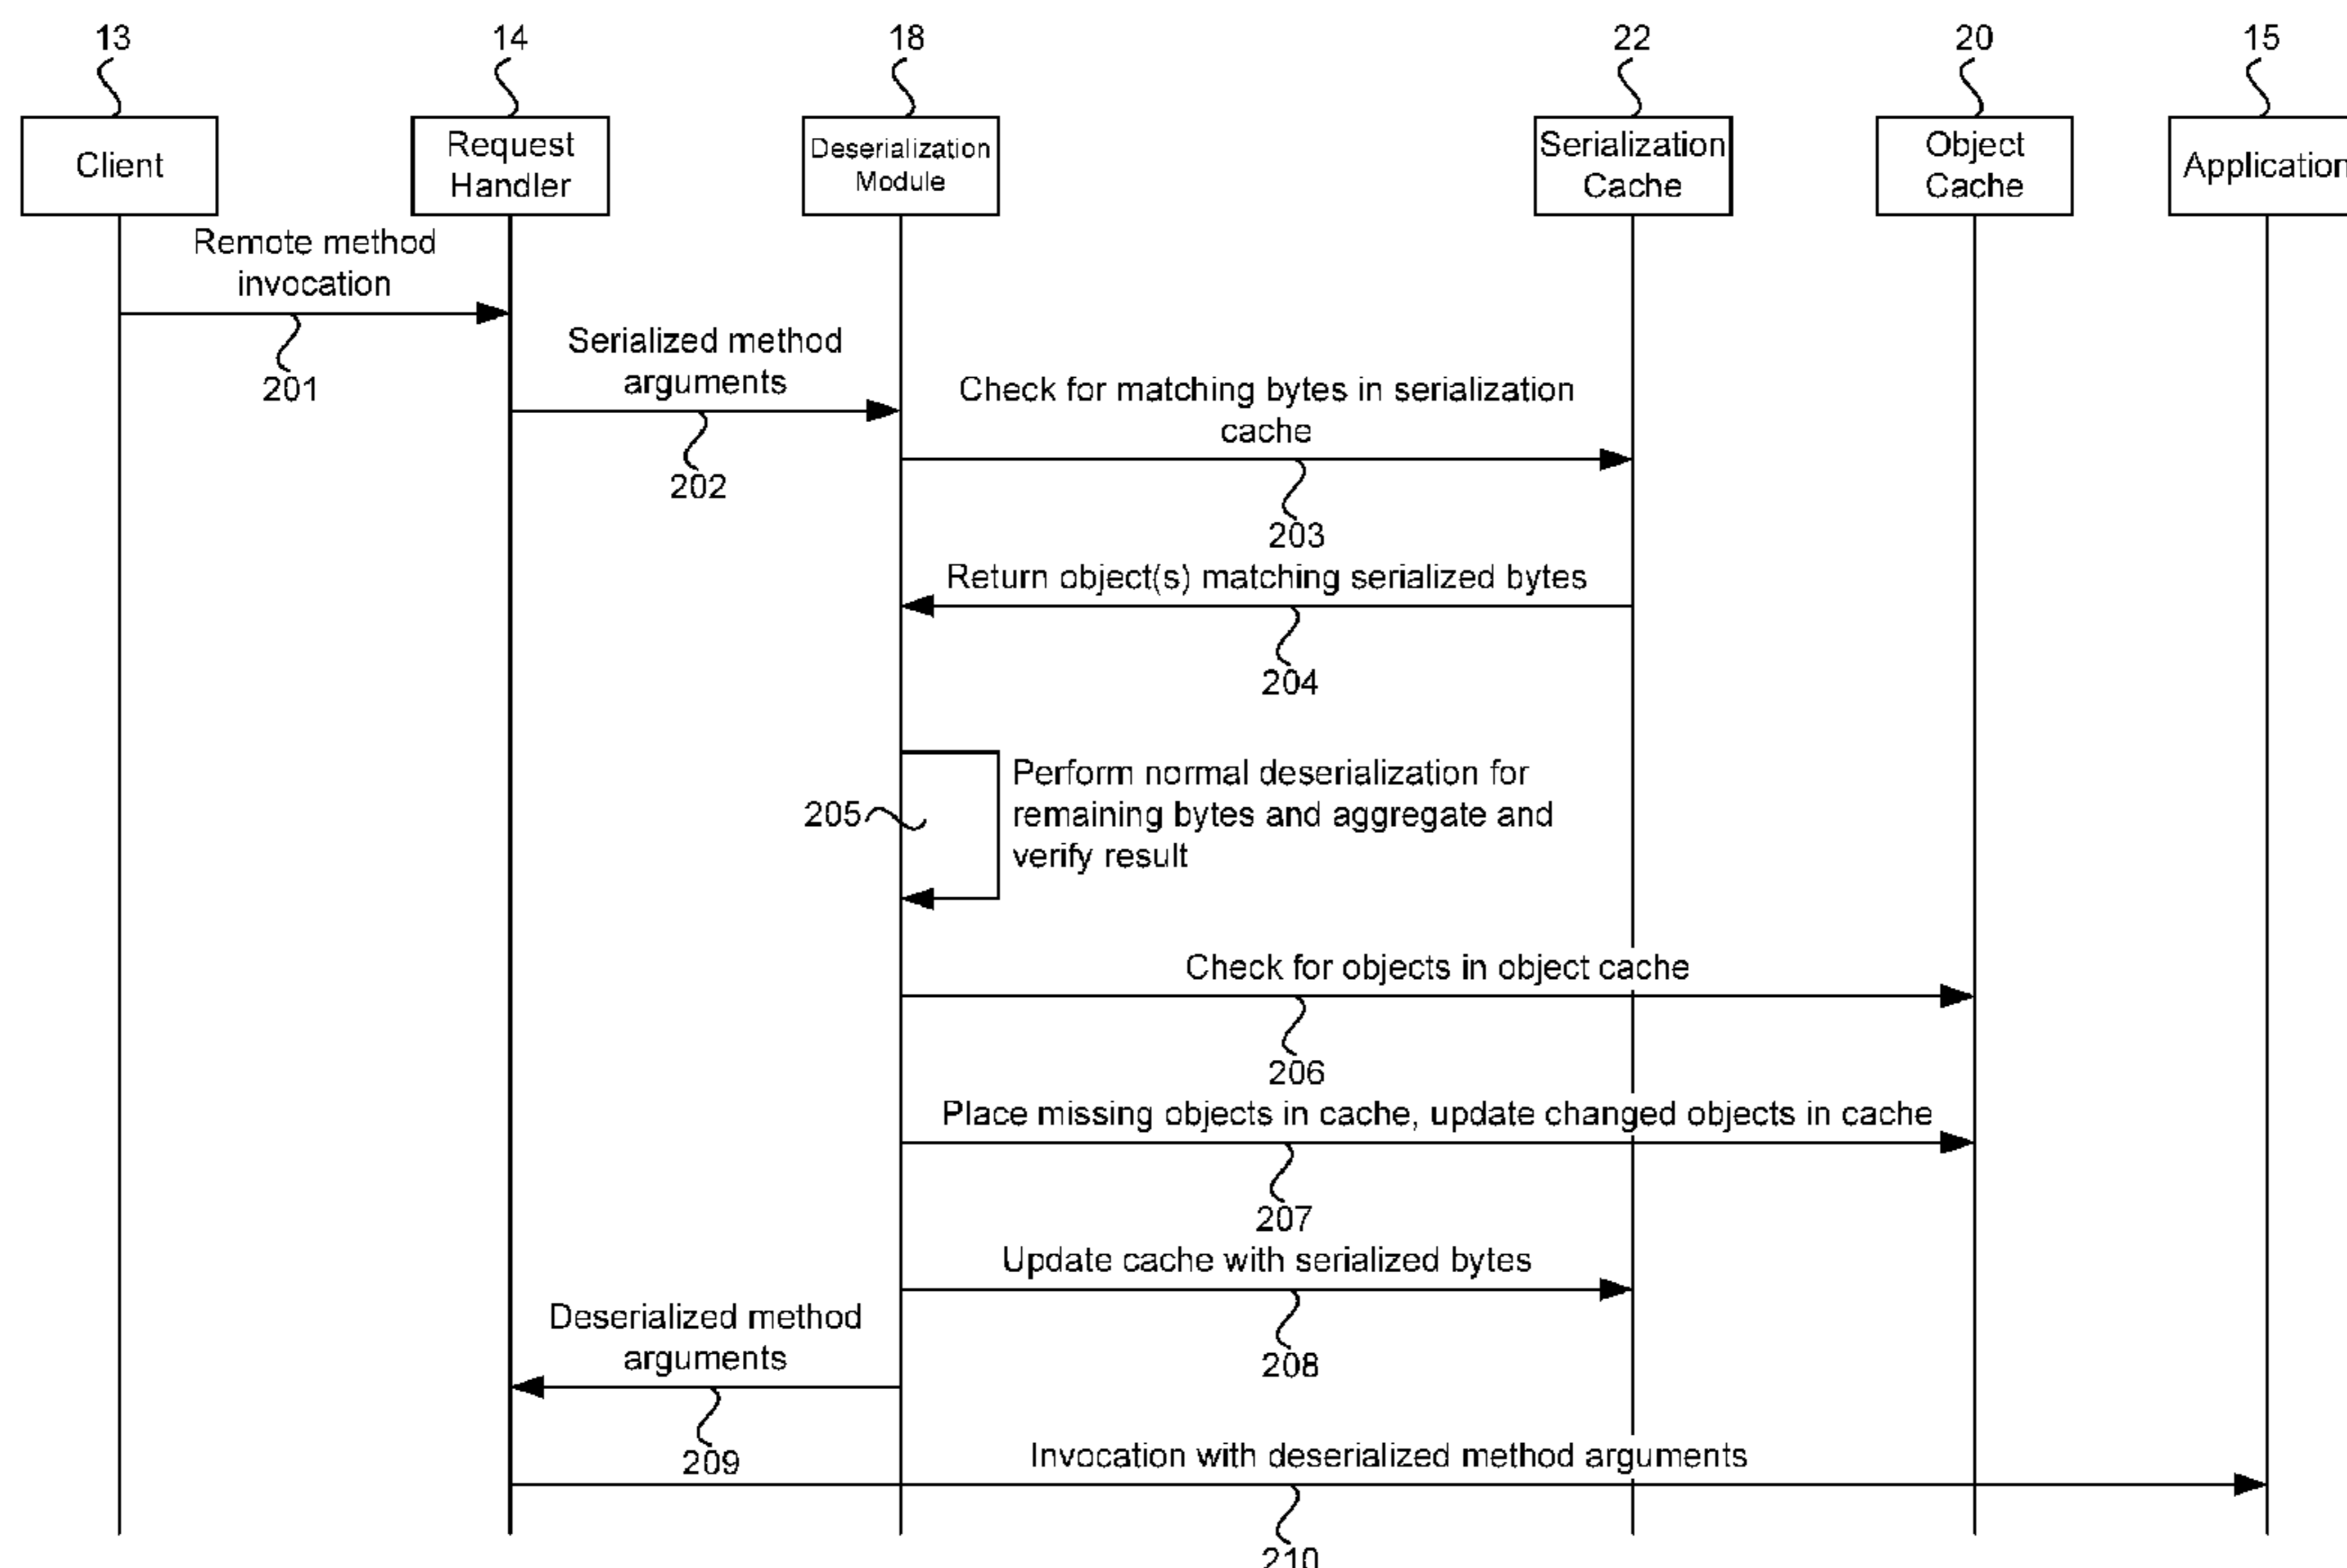 13
14
18
22
20
15
Client
Request
Handler
Deserialization
Module
Serialization
Cache
Object
Cache
Application
Remote method
invocation
201
Serialized method
arguments
202
Check for matching bytes in serialization
cache
203
Return object(s) matching serialized bytes
204
205
Perform normal deserialization for
remaining bytes and aggregate and
verify result
Check for objects in object cache
206
Place missing objects in cache, update changed objects in cache
207
Update cache with serialized bytes
208
Deserialized method
arguments
209
Invocation with deserialized method arguments
210